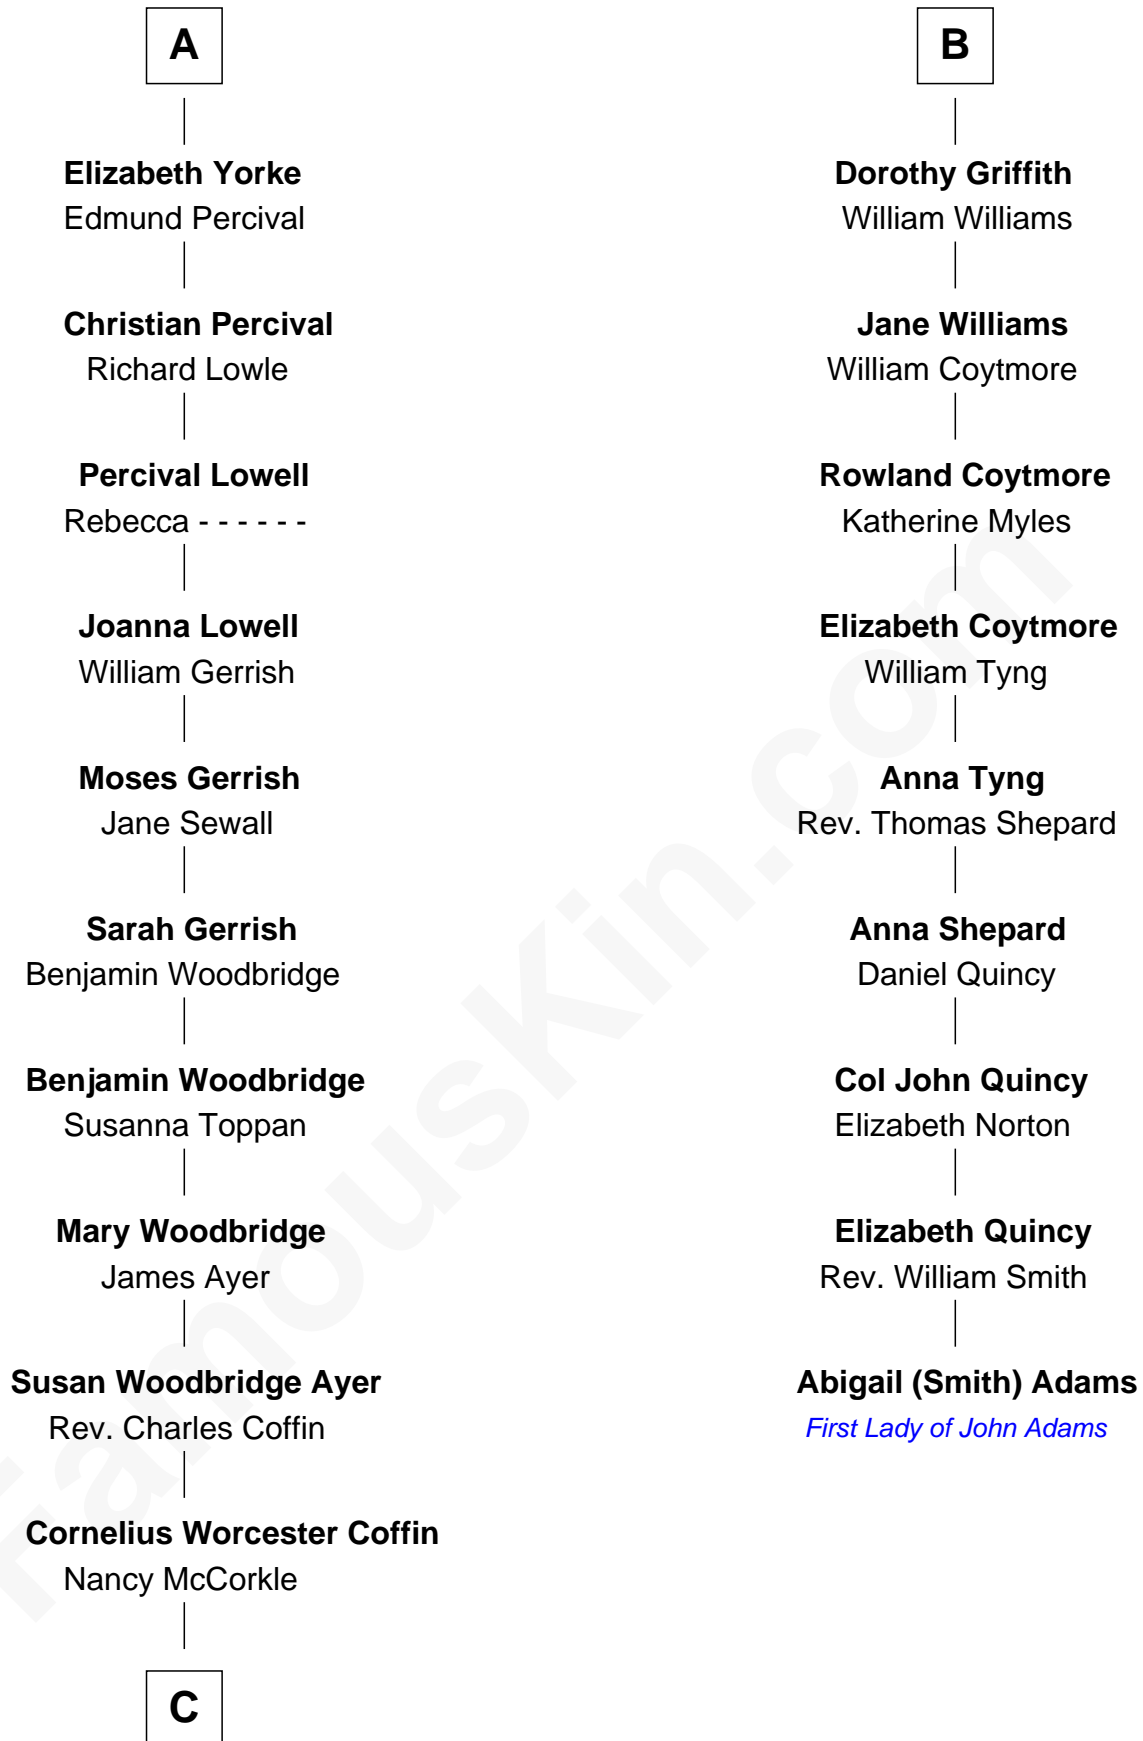 A
Elizabeth Yorke
Edmund Percival
Christian Percival
Richard Lowle
Percival Lowell
Rebecca - - - - - -
Joanna Lowell
William Gerrish
Moses Gerrish
Jane Sewall
Sarah Gerrish
Benjamin Woodbridge
Benjamin Woodbridge
Susanna Toppan
Mary Woodbridge
James Ayer
Susan Woodbridge Ayer
Rev. Charles Coffin
Cornelius Worcester Coffin
Nancy McCorkle
C
B
Dorothy Griffith
William Williams
Jane Williams
William Coytmore
Rowland Coytmore
Katherine Myles
Elizabeth Coytmore
William Tyng
Anna Tyng
Rev. Thomas Shepard
Anna Shepard
Daniel Quincy
Col John Quincy
Elizabeth Norton
Elizabeth Quincy
Rev. William Smith
Abigail (Smith) Adams
First Lady of John Adams
FamousKin.com